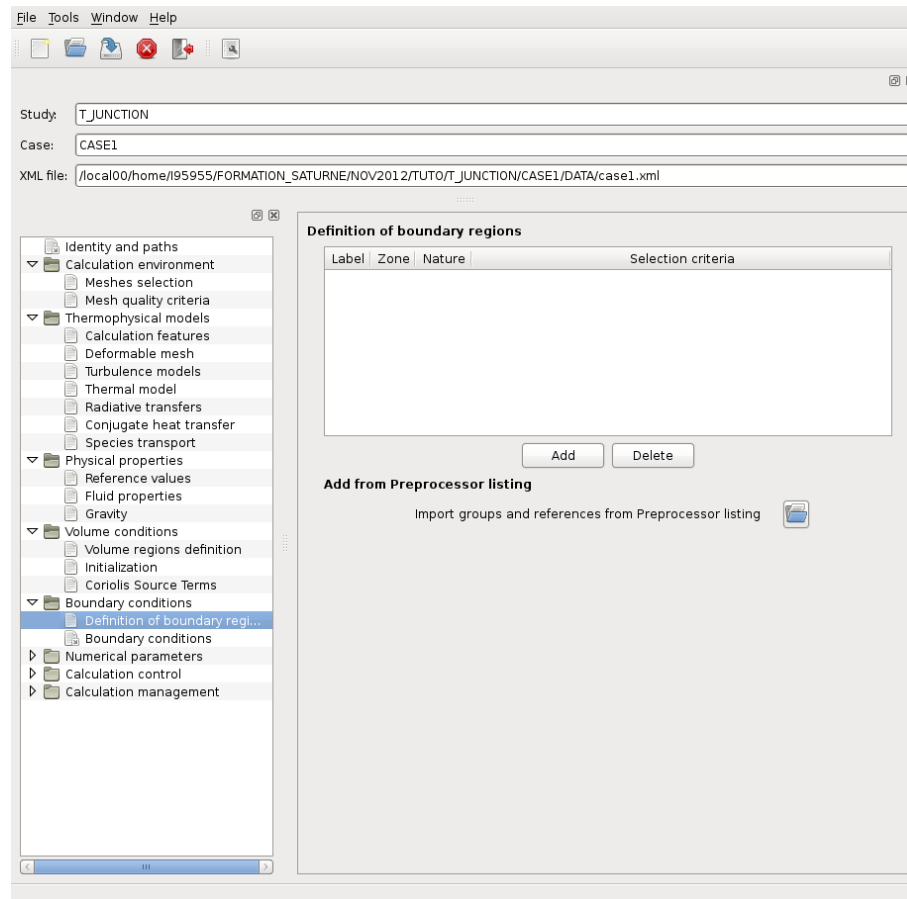 File Tools Window Help
Study: T_JUNCTION
Case: CASE1
XML file: /local00/home/I95955/FORMATION_SATURNE/NOV2012/TUTO/T_JUNCTION/CASE1/DATA/case1.xml
Identity and paths
Calculation environment
Meshes selection
Mesh quality criteria
Thermophysical models
Calculation features
Deformable mesh
Turbulence models
Thermal model
Radiative transfers
Conjugate heat transfer
Species transport
Physical properties
Reference values
Fluid properties
Gravity
Volume conditions
Volume regions definition
Initialization
Coriolis Source Terms
Boundary conditions
Definition of boundary regi...
Boundary conditions
Numerical parameters
Calculation control
Calculation management
Definition of boundary regions
Label Zone Nature Selection criteria
Add Delete
Add from Preprocessor listing
Import groups and references from Preprocessor listing